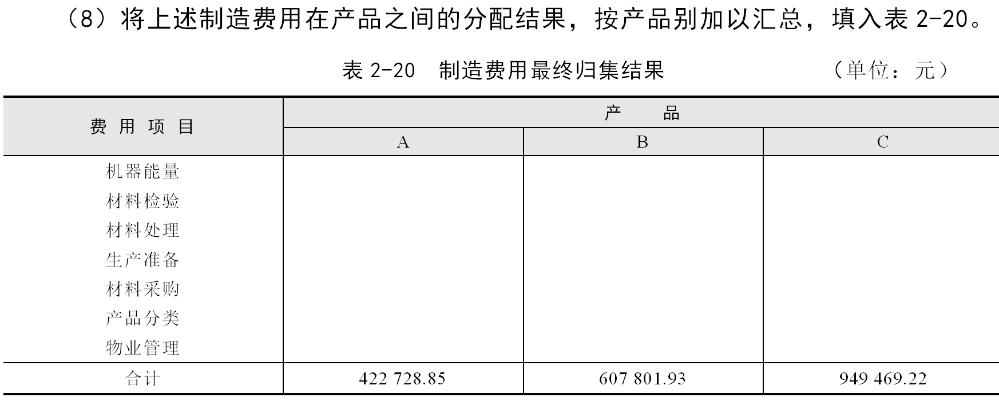 （8）将上述制造费用在产品之间的分配结果，按产品别加以汇总，填入表 2-20。
表 2-20 制造费用最终归集结果 （单位：元）
费用项目 产 品
A B C
机器能量
材料检验
材料处理
生产准备
材料采购
产品分类
物业管理
合计 422 728.85 607 801.93 949 469.22